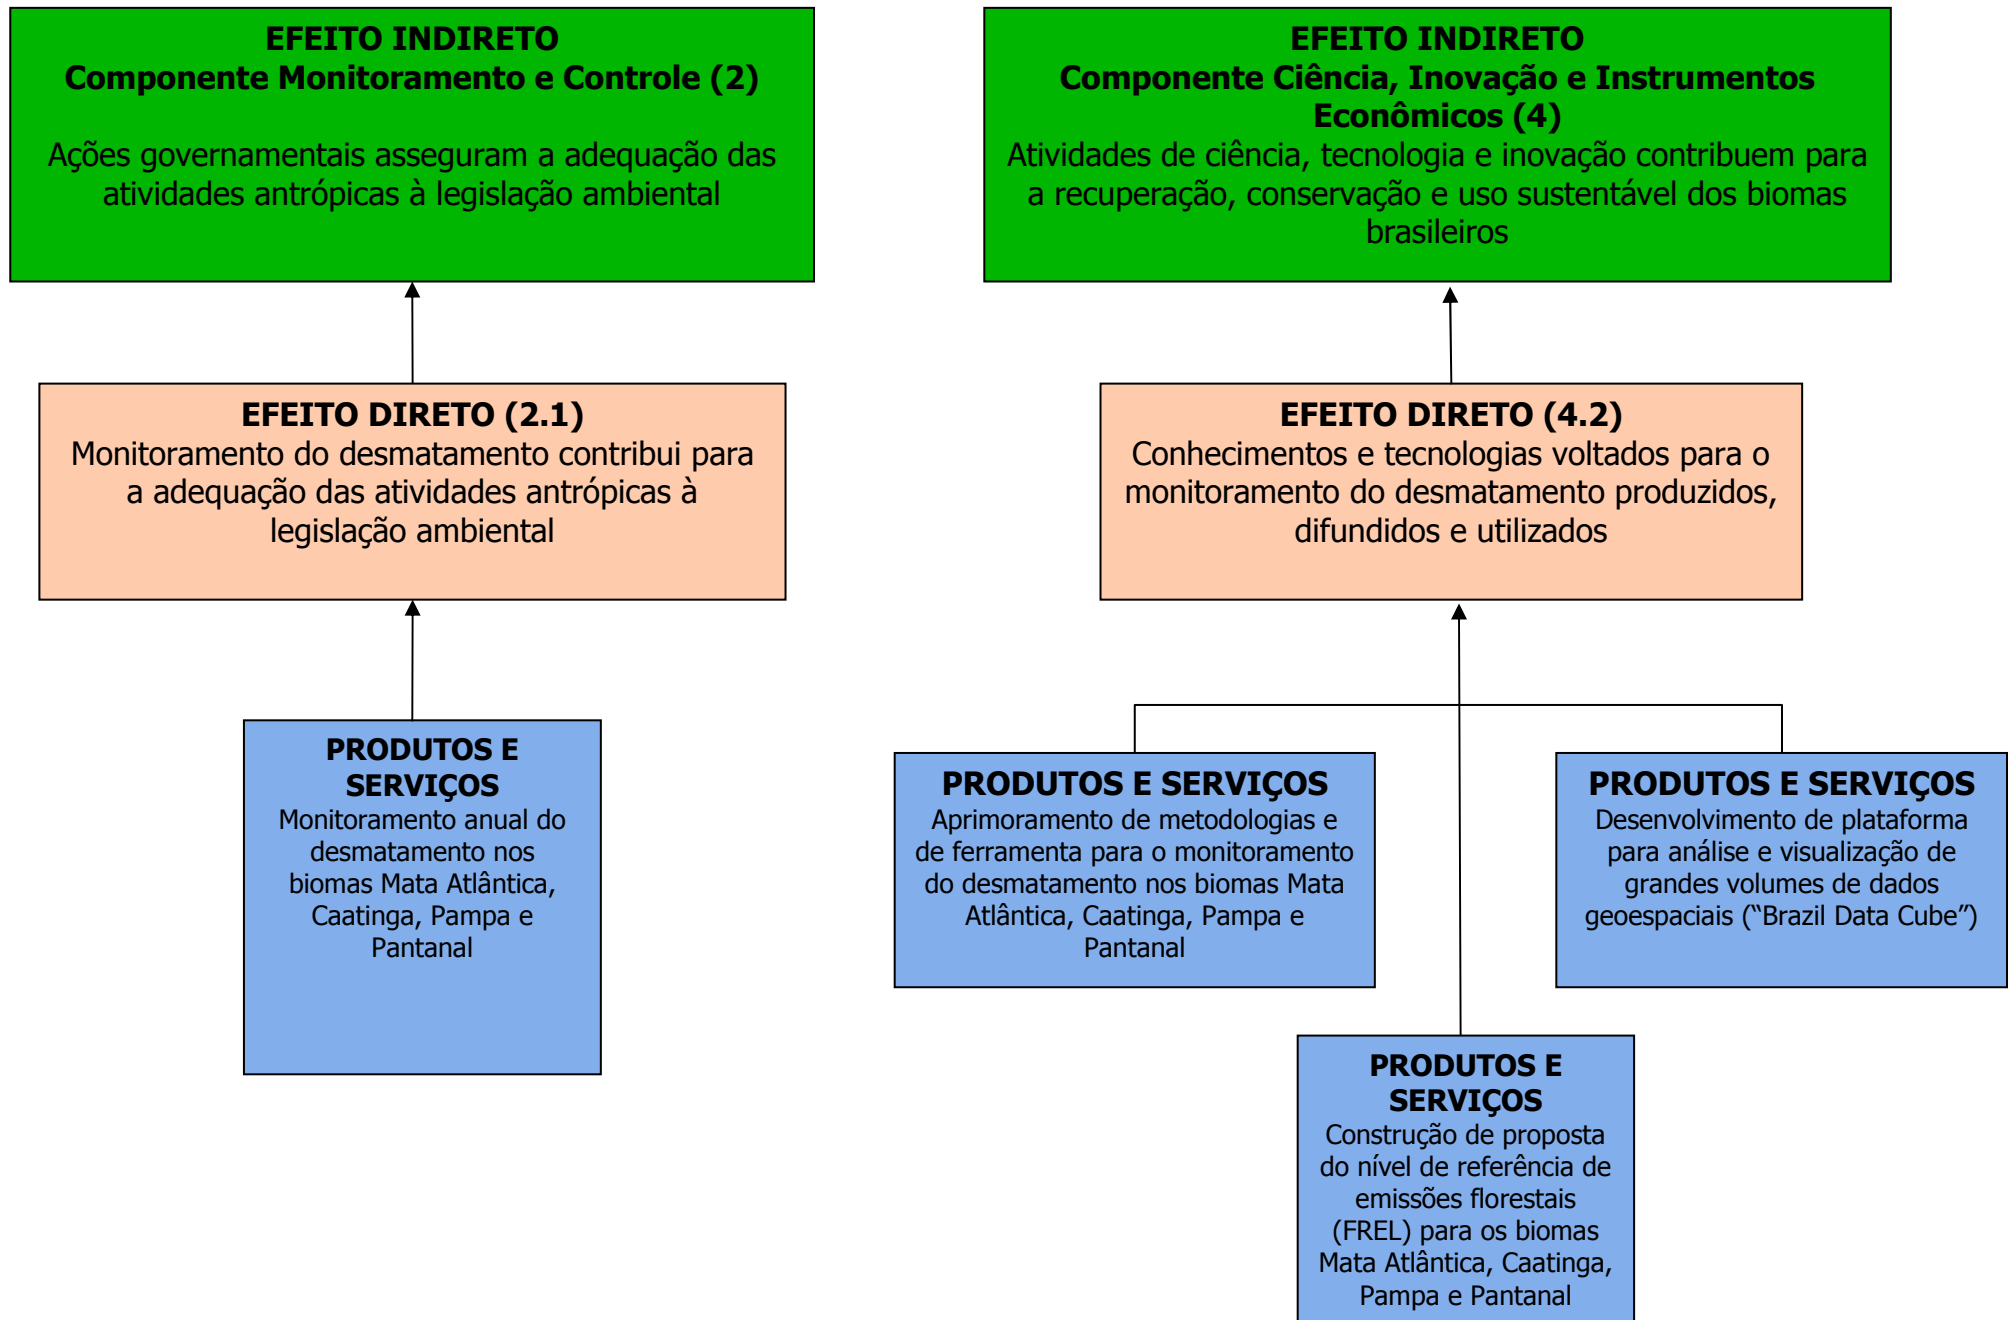 EFEITO INDIRETO
Componente Monitoramento e Controle (2)
Ações governamentais asseguram a adequação das
atividades antrópicas à legislação ambiental
EFEITO INDIRETO
Componente Ciência, Inovação e Instrumentos
Econômicos (4)
Atividades de ciência, tecnologia e inovação contribuem para
a recuperação, conservação e uso sustentável dos biomas
brasileiros
EFEITO DIRETO (2.1)
Monitoramento do desmatamento contribui para
a adequação das atividades antrópicas à
legislação ambiental
EFEITO DIRETO (4.2)
Conhecimentos e tecnologias voltados para o
monitoramento do desmatamento produzidos,
difundidos e utilizados
PRODUTOS E
SERVIÇOS
Monitoramento anual do
desmatamento nos
biomas Mata Atlântica,
Caatinga, Pampa e
Pantanal
PRODUTOS E SERVIÇOS
Aprimoramento de metodologias e
de ferramenta para o monitoramento
do desmatamento nos biomas Mata
Atlântica, Caatinga, Pampa e
Pantanal
PRODUTOS E SERVIÇOS
Desenvolvimento de plataforma
para análise e visualização de
grandes volumes de dados
geoespaciais (“Brazil Data Cube”)
PRODUTOS E
SERVIÇOS
Construção de proposta
do nível de referência de
emissões florestais
(FREL) para os biomas
Mata Atlântica, Caatinga,
Pampa e Pantanal